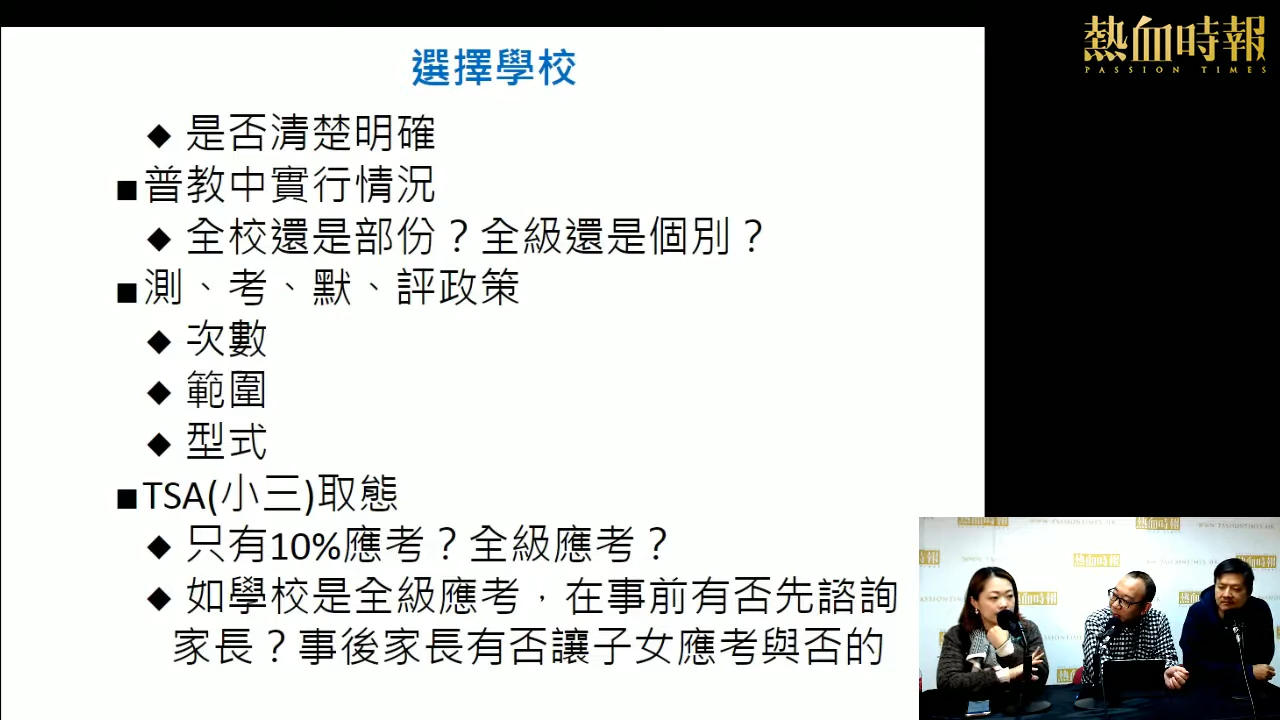 熱血時報
PASSION TIMES
選擇學校
◆ 是否清楚明確
■普教中實行情況
◆ 全校還是部份？全級還是個別？
■測、考、默、評政策
◆ 次數
◆ 範圍
◆ 型式
■TSA(小三)取態
◆ 只有10%應考？全級應考？
◆ 如學校是全級應考，在事前有否先諮詢
家長？事後家長有否讓子女應考與否的